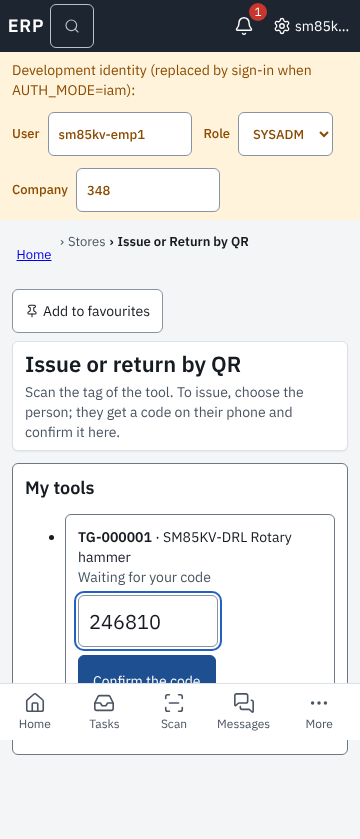 ERP
1
sm85k...
Development identity (replaced by sign-in when
AUTH_MODE=iam):
User
sm85kv-emp1
Role
SYSADM
Company
348
› Stores › Issue or Return by QR
Home
Add to favourites
Issue or return by QR
Scan the tag of the tool. To issue, choose the
person; they get a code on their phone and
confirm it here.
My tools
TG-000001 · SM85KV-DRL Rotary
hammer
Waiting for your code
246810
Confirm the code
Home
Tasks
Scan
Messages
More